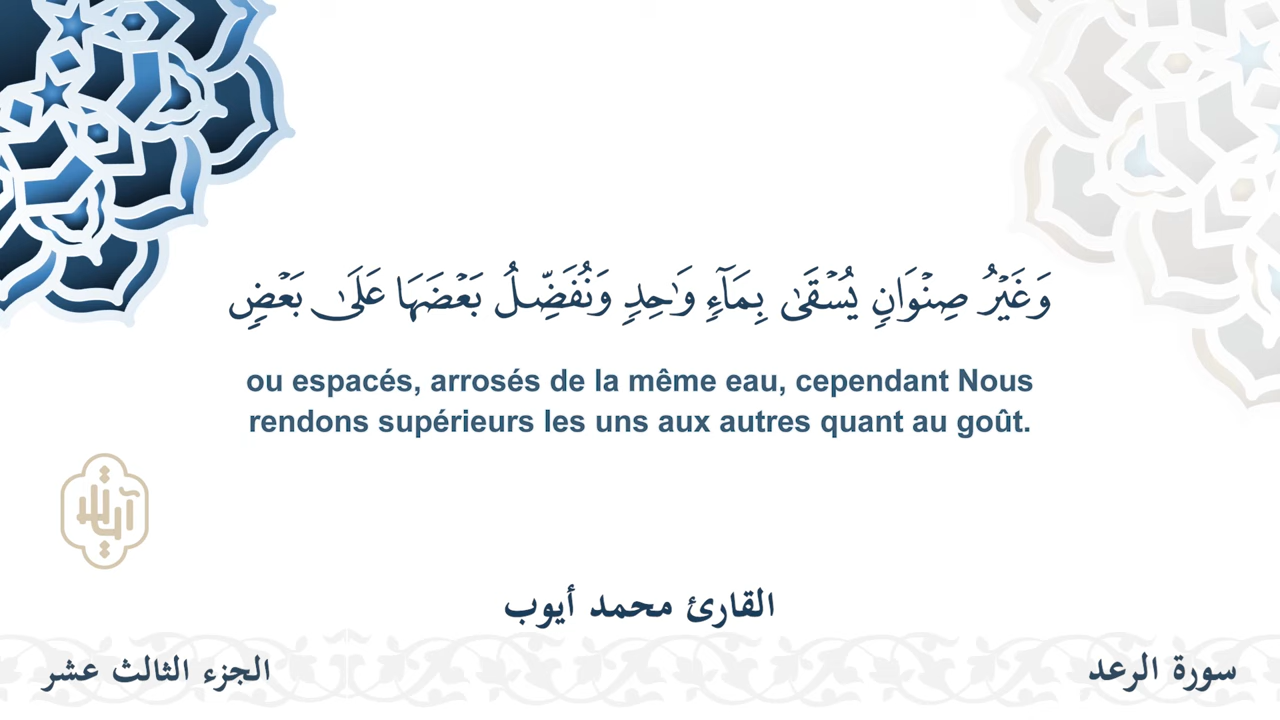 وَغَيْرُ صِنْوَانٍ يُسْقَىٰ بِمَآءٍ وَٰحِدٍ وَنُفَضِّلُ بَعْضَهَا عَلَىٰ بَعْضٍ
ou espacés, arrosés de la même eau, cependant Nous
rendons supérieurs les uns aux autres quant au goût.
القارئ محمد أيوب
سورة الرعد
الجزء الثالث عشر